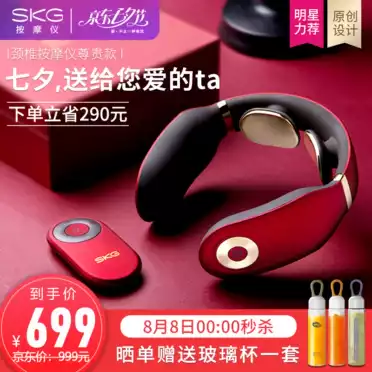 SKG
按摩仪
京东七夕节
明星
力荐
原创
设计
颈椎按摩仪尊贵款
七夕,送给您爱的ta
下单立省290元
SKG
到手价
¥699
京东价:999元
8月8日00:00秒杀
晒单赠送玻璃杯一套